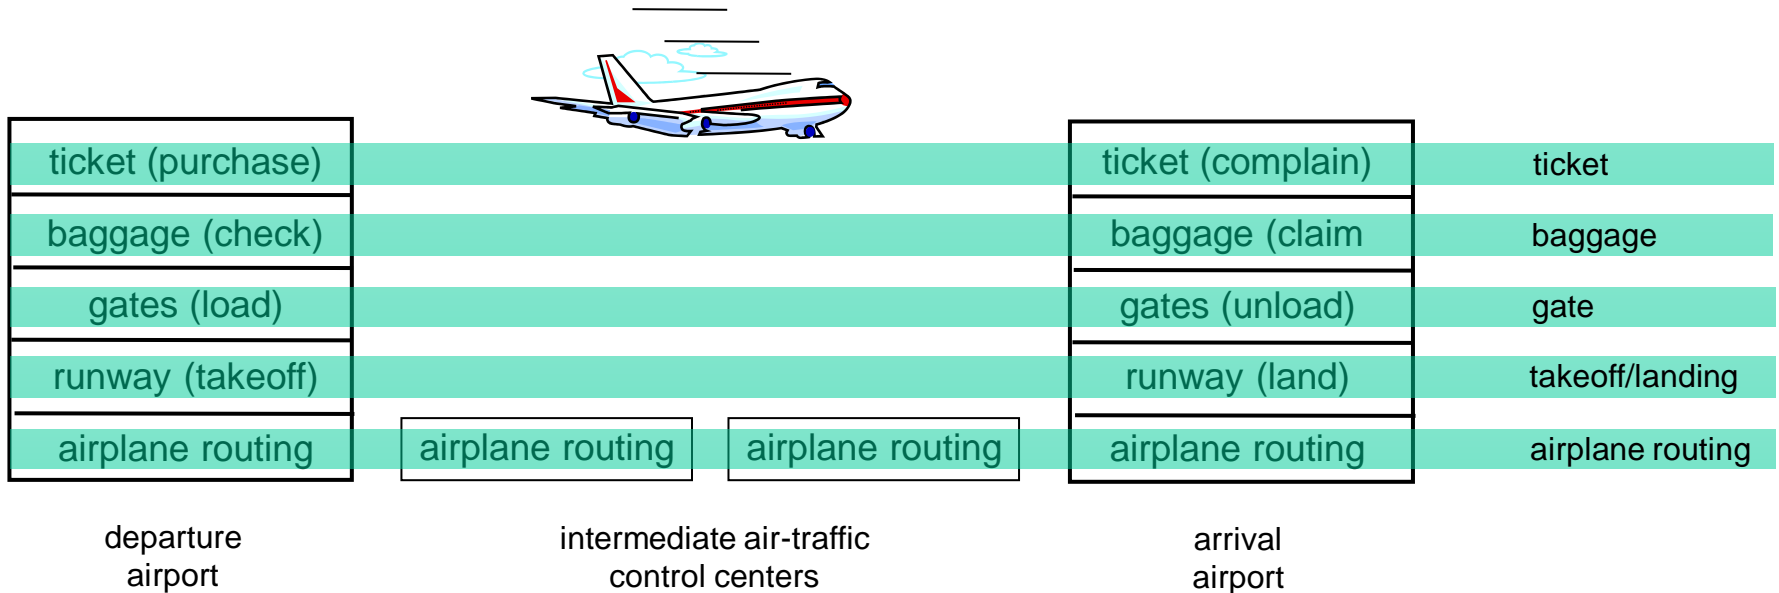 ticket (purchase) ticket (complain) ticket
baggage (check) baggage (claim baggage
gates (load) gates (unload) gate
runway (takeoff) runway (land) takeoff/landing
airplane routing airplane routing airplane routing airplane routing airplane routing
departure
airport
intermediate air-traffic
control centers
arrival
airport